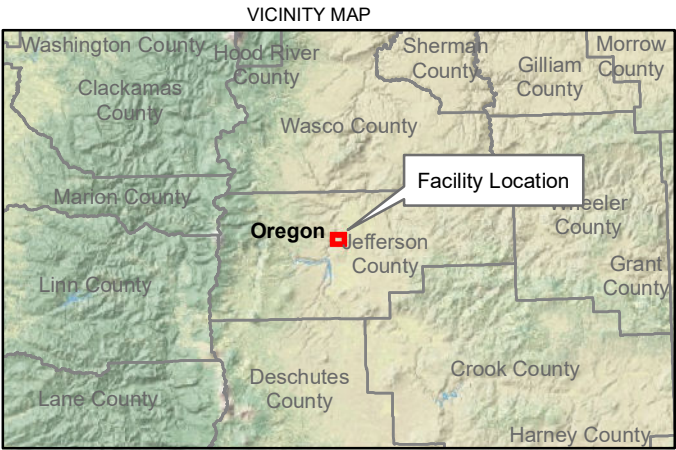 VICINITY MAP
Washington County
Hood River
County
Sherman
County
Gilliam
County
Morrow
County
Clackamas
County
Wasco County
Facility Location
Marion County
Wheeler
County
Oregon
Jefferson
County
Grant
County
Linn County
Deschutes
County
Crook County
Lane County
Harney County